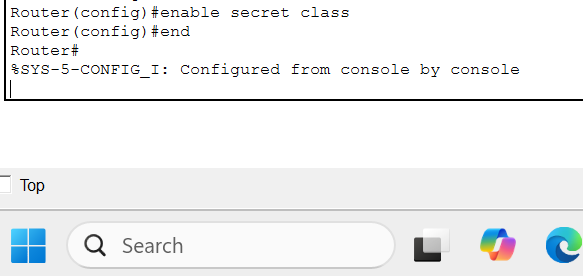 Router(config)#enable secret class
Router(config)#end
Router#
%SYS-5-CONFIG_I: Configured from console by console
Top
Search